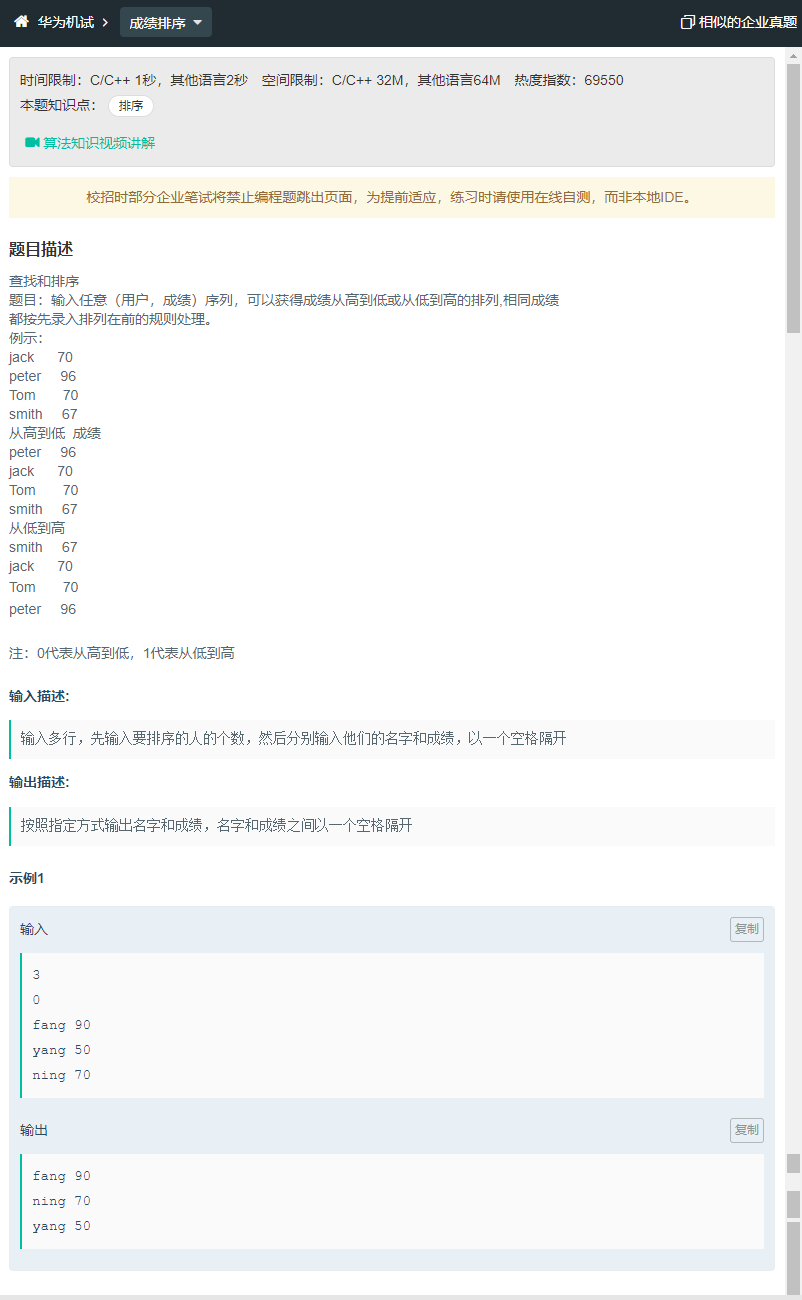 华为机试 > 成绩排序 相似的企业真题
时间限制：C/C++ 1秒，其他语言2秒 空间限制：C/C++ 32M，其他语言64M 热度指数：69550
本题知识点： 排序
算法知识视频讲解
校招时部分企业笔试将禁止编程题跳出页面，为提前适应，练习时请使用在线自测，而非本地IDE。
题目描述
查找和排序
题目：输入任意（用户，成绩）序列，可以获得成绩从高到低或从低到高的排列,相同成绩
都按先录入排列在前的规则处理。
例示：
jack 70
peter 96
Tom 70
smith 67
从高到低 成绩
peter 96
jack 70
Tom 70
smith 67
从低到高
smith 67
jack 70
Tom 70
peter 96
注：0代表从高到低，1代表从低到高
输入描述:
输入多行，先输入要排序的人的个数，然后分别输入他们的名字和成绩，以一个空格隔开
输出描述:
按照指定方式输出名字和成绩，名字和成绩之间以一个空格隔开
示例1
输入 复制
3
0
fang 90
yang 50
ning 70
输出 复制
fang 90
ning 70
yang 50